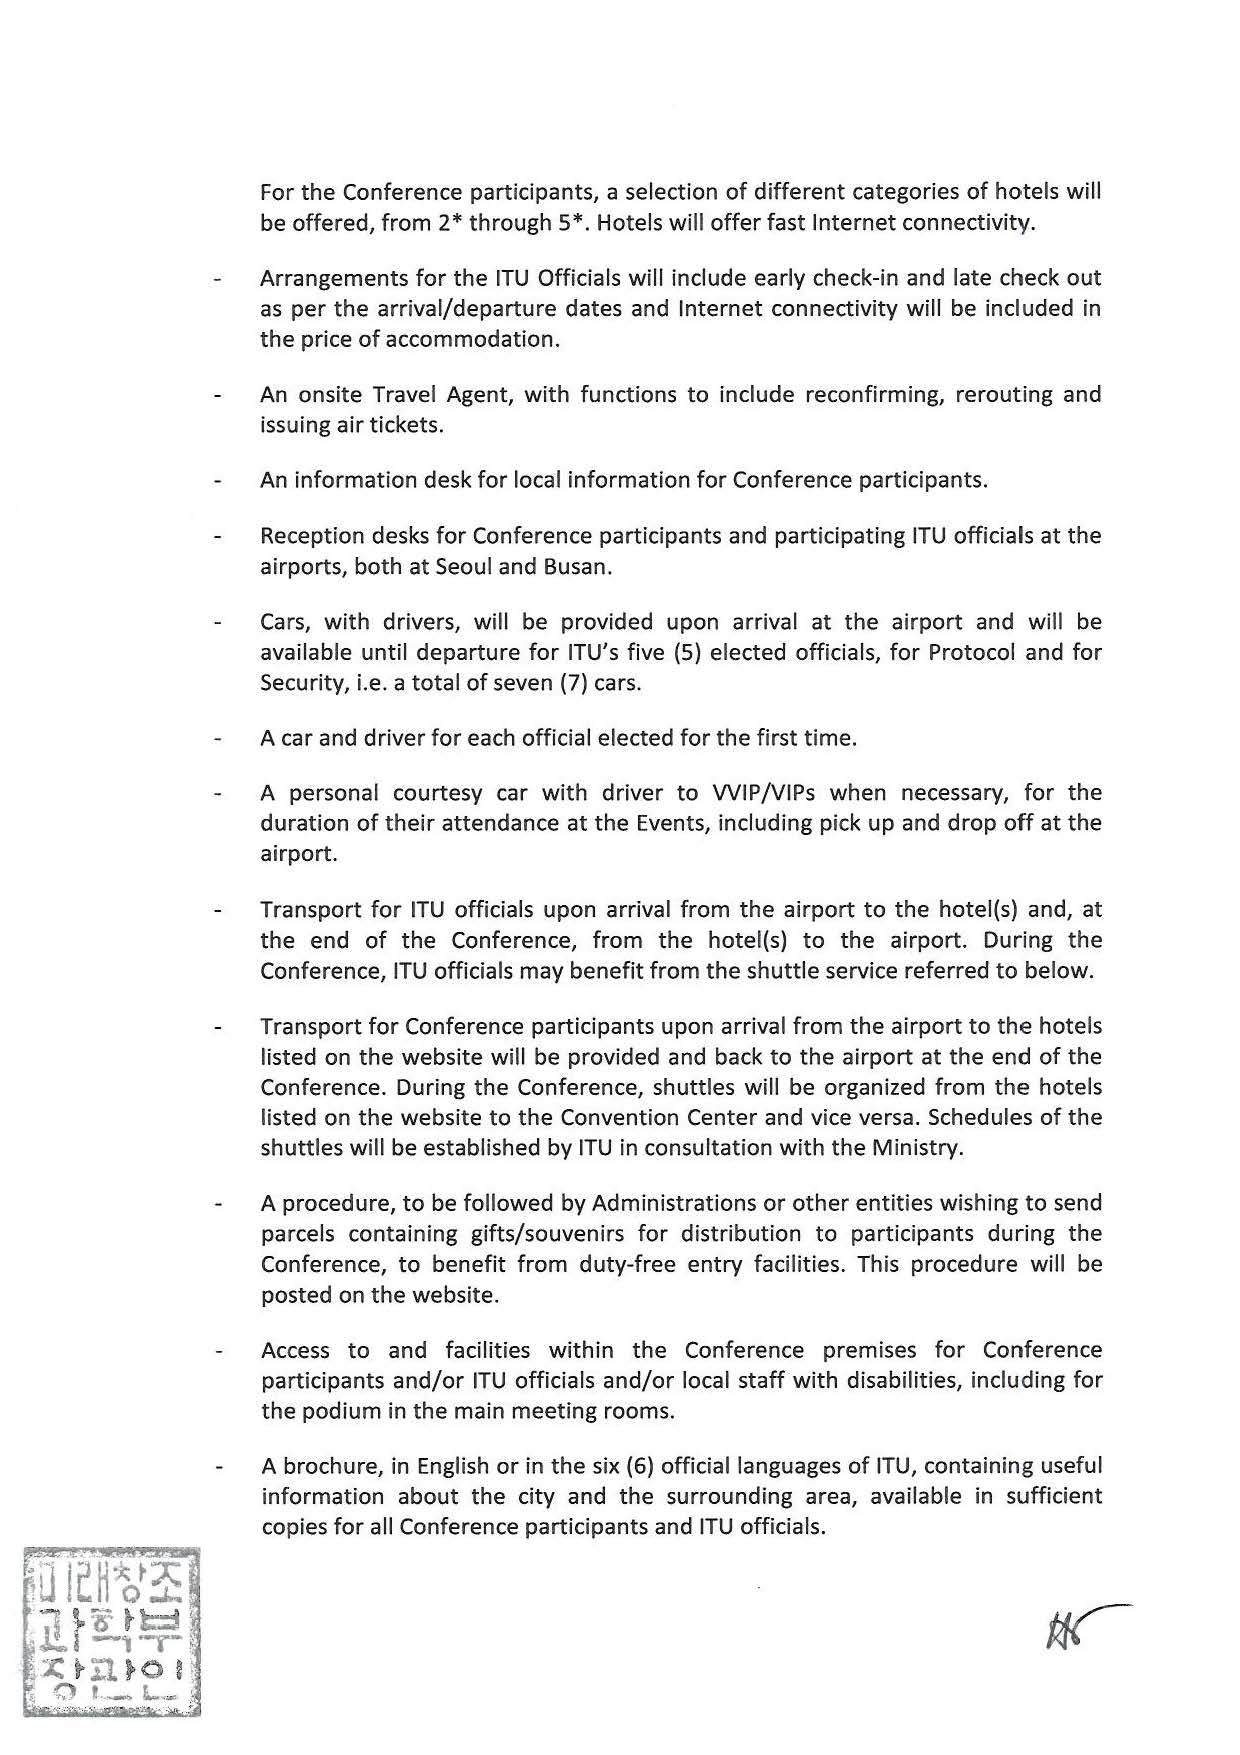 For the Conference participants, a selection of different categories of hotels will
be offered, from 2* through 5*. Hotels will offer fast Internet connectivity.
- Arrangements for the ITU Officials will include early check-in and late check out
as per the arrival/departure dates and Internet connectivity will be included in
the price of accommodation.
- An onsite Travel Agent, with functions to include reconfirming, rerouting and
issuing air tickets.
- An information desk for local information for Conference participants.
- Reception desks for Conference participants and participating ITU officials at the
airports, both at Seoul and Busan.
- Cars, with drivers, will be provided upon arrival at the airport and will be
available until departure for ITU's five (5) elected officials, for Protocol and for
Security, i.e. a total of seven (7) cars.
- A car and driver for each official elected for the first time.
- A personal courtesy car with driver to VVIP/VIPs when necessary, for the
duration of their attendance at the Events, including pick up and drop off at the
airport.
- Transport for ITU officials upon arrival from the airport to the hotel(s) and, at
the end of the Conference, from the hotel(s) to the airport. During the
Conference, ITU officials may benefit from the shuttle service referred to below.
- Transport for Conference participants upon arrival from the airport to the hotels
listed on the website will be provided and back to the airport at the end of the
Conference. During the Conference, shuttles will be organized from the hotels
listed on the website to the Convention Center and vice versa. Schedules of the
shuttles will be established by ITU in consultation with the Ministry.
- A procedure, to be followed by Administrations or other entities wishing to send
parcels containing gifts/souvenirs for distribution to participants during the
Conference, to benefit from duty-free entry facilities. This procedure will be
posted on the website.
- Access to and facilities within the Conference premises for Conference
participants and/or ITU officials and/or local staff with disabilities, including for
the podium in the main meeting rooms.
- A brochure, in English or in the six (6) official languages of ITU, containing useful
information about the city and the surrounding area, available in sufficient
copies for all Conference participants and ITU officials.
미래창조
과학부
장관인